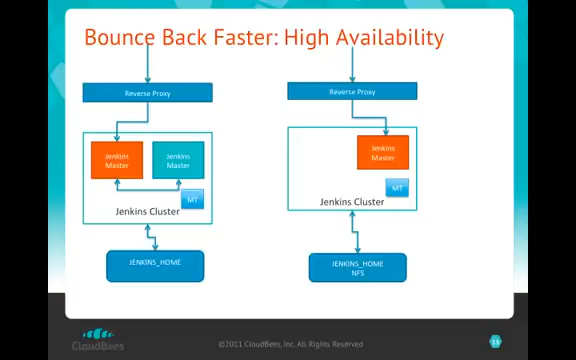 Bounce Back Faster: High Availability
Reverse Proxy
Jenkins
Master
Jenkins
Master
MT
Jenkins Cluster
JENKINS_HOME
Reverse Proxy
Jenkins
Master
MT
Jenkins Cluster
JENKINS_HOME
NFS
CloudBees
©2011 CloudBees, Inc. All Rights Reserved